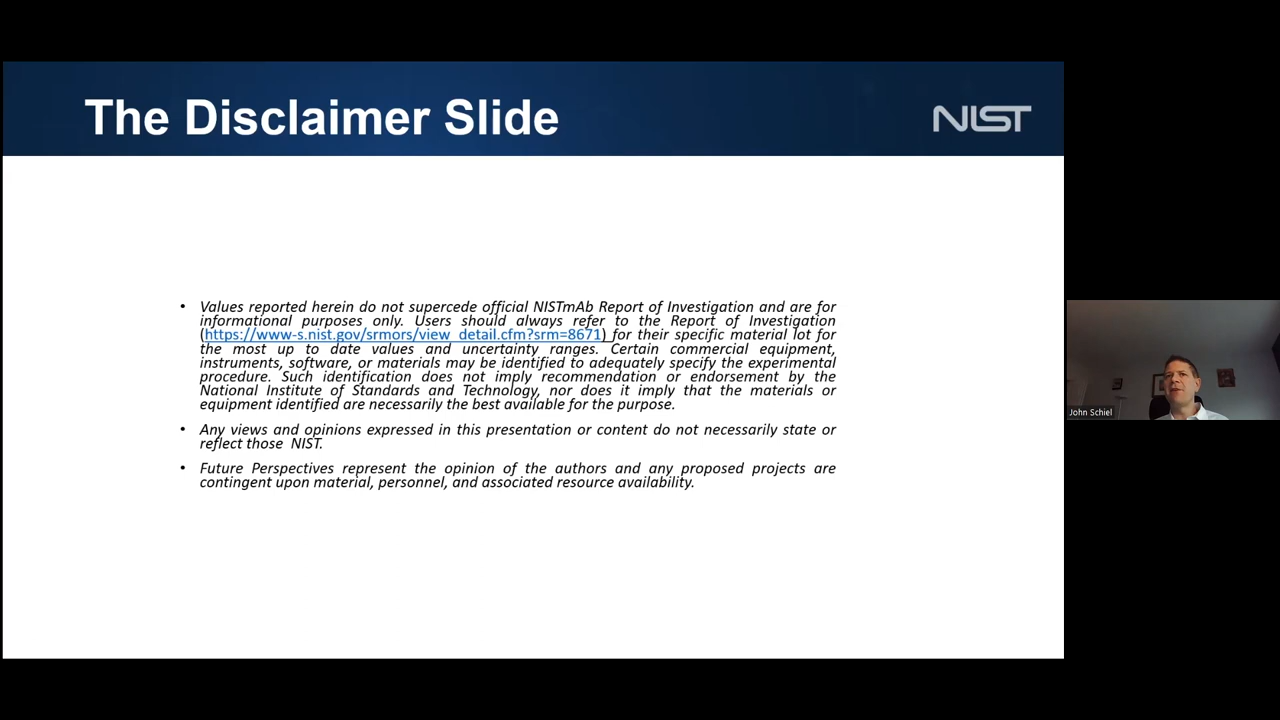 The Disclaimer Slide
NIST
• Values reported herein do not supercede official NISTmAb Report of Investigation and are for
informational purposes only. Users should always refer to the Report of Investigation
(https://www-s.nist.gov/srmors/view_detail.cfm?srm=8671) for their specific material lot for
the most up to date values and uncertainty ranges. Certain commercial equipment,
instruments, software, or materials may be identified to adequately specify the experimental
procedure. Such identification does not imply recommendation or endorsement by the
National Institute of Standards and Technology, nor does it imply that the materials or
equipment identified are necessarily the best available for the purpose.
• Any views and opinions expressed in this presentation or content do not necessarily state or
reflect those NIST.
• Future Perspectives represent the opinion of the authors and any proposed projects are
contingent upon material, personnel, and associated resource availability.
John Schiel